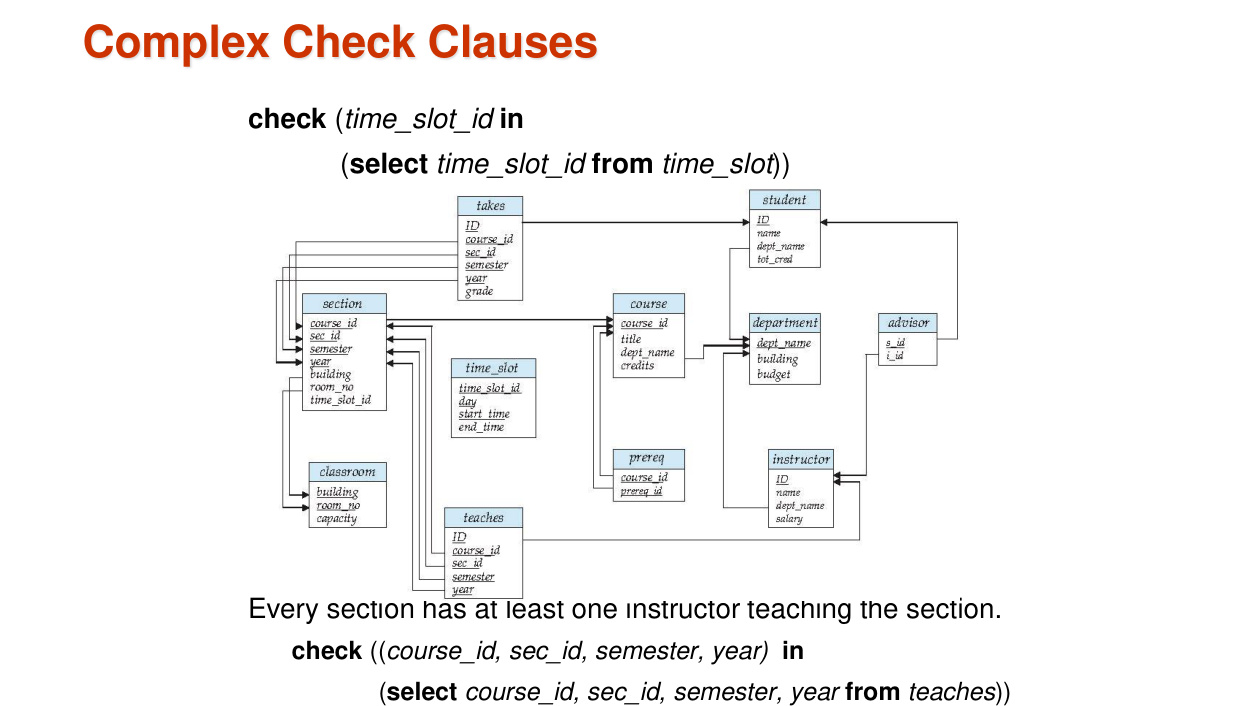 Complex Check Clauses
check (time_slot_id in
(select time_slot_id from time_slot))
takes
ID
course_id
sec_id
semester
year
grade
student
ID
name
dept_name
tot_cred
section
course_id
sec_id
semester
year
building
room_no
time_slot_id
course
course_id
title
dept_name
credits
department
dept_name
building
budget
advisor
s_id
i_id
time_slot
time_slot_id
day
start_time
end_time
prereq
course_id
prereq_id
instructor
ID
name
dept_name
salary
classroom
building
room_no
capacity
teaches
ID
course_id
sec_id
semester
year
Every section has at least one instructor teaching the section.
check ((course_id, sec_id, semester, year) in
(select course_id, sec_id, semester, year from teaches))